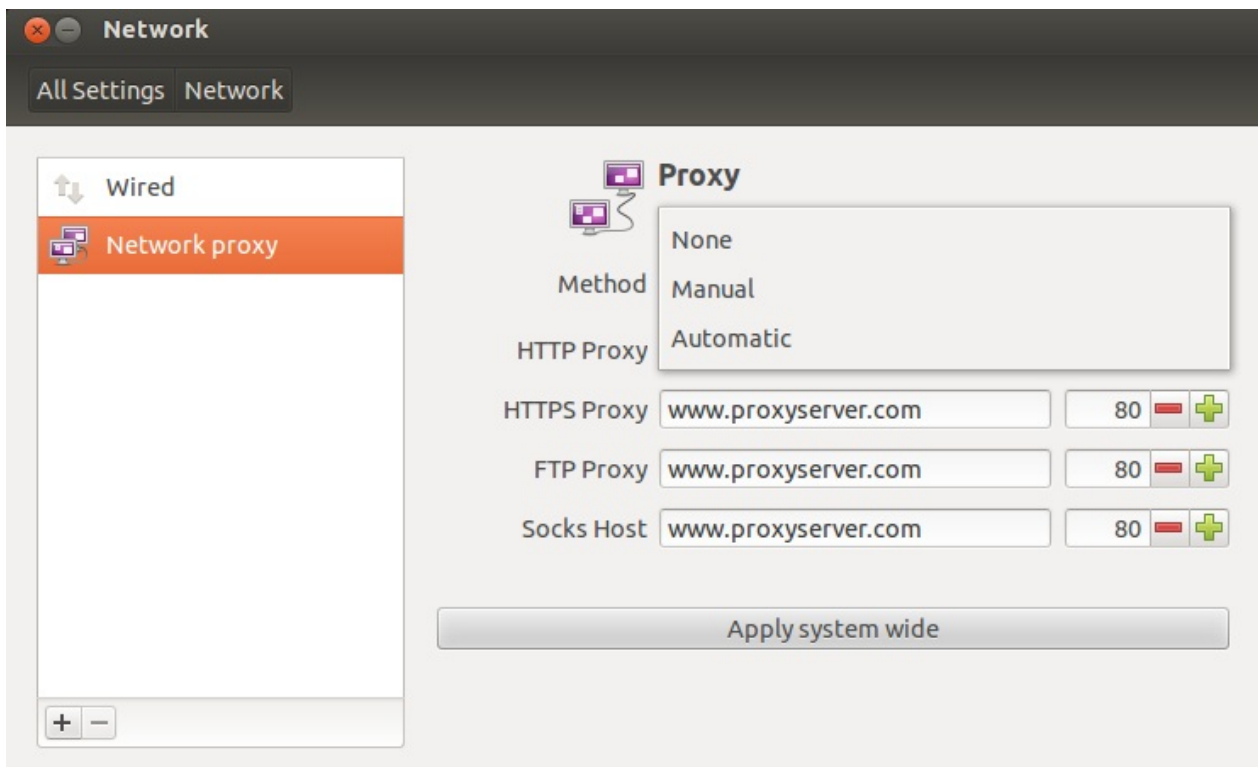 Network
All Settings Network
Wired
Network proxy
Proxy
None
Method
Manual
Automatic
HTTP Proxy
HTTPS Proxy www.proxyserver.com 80
FTP Proxy www.proxyserver.com 80
Socks Host www.proxyserver.com 80
Apply system wide